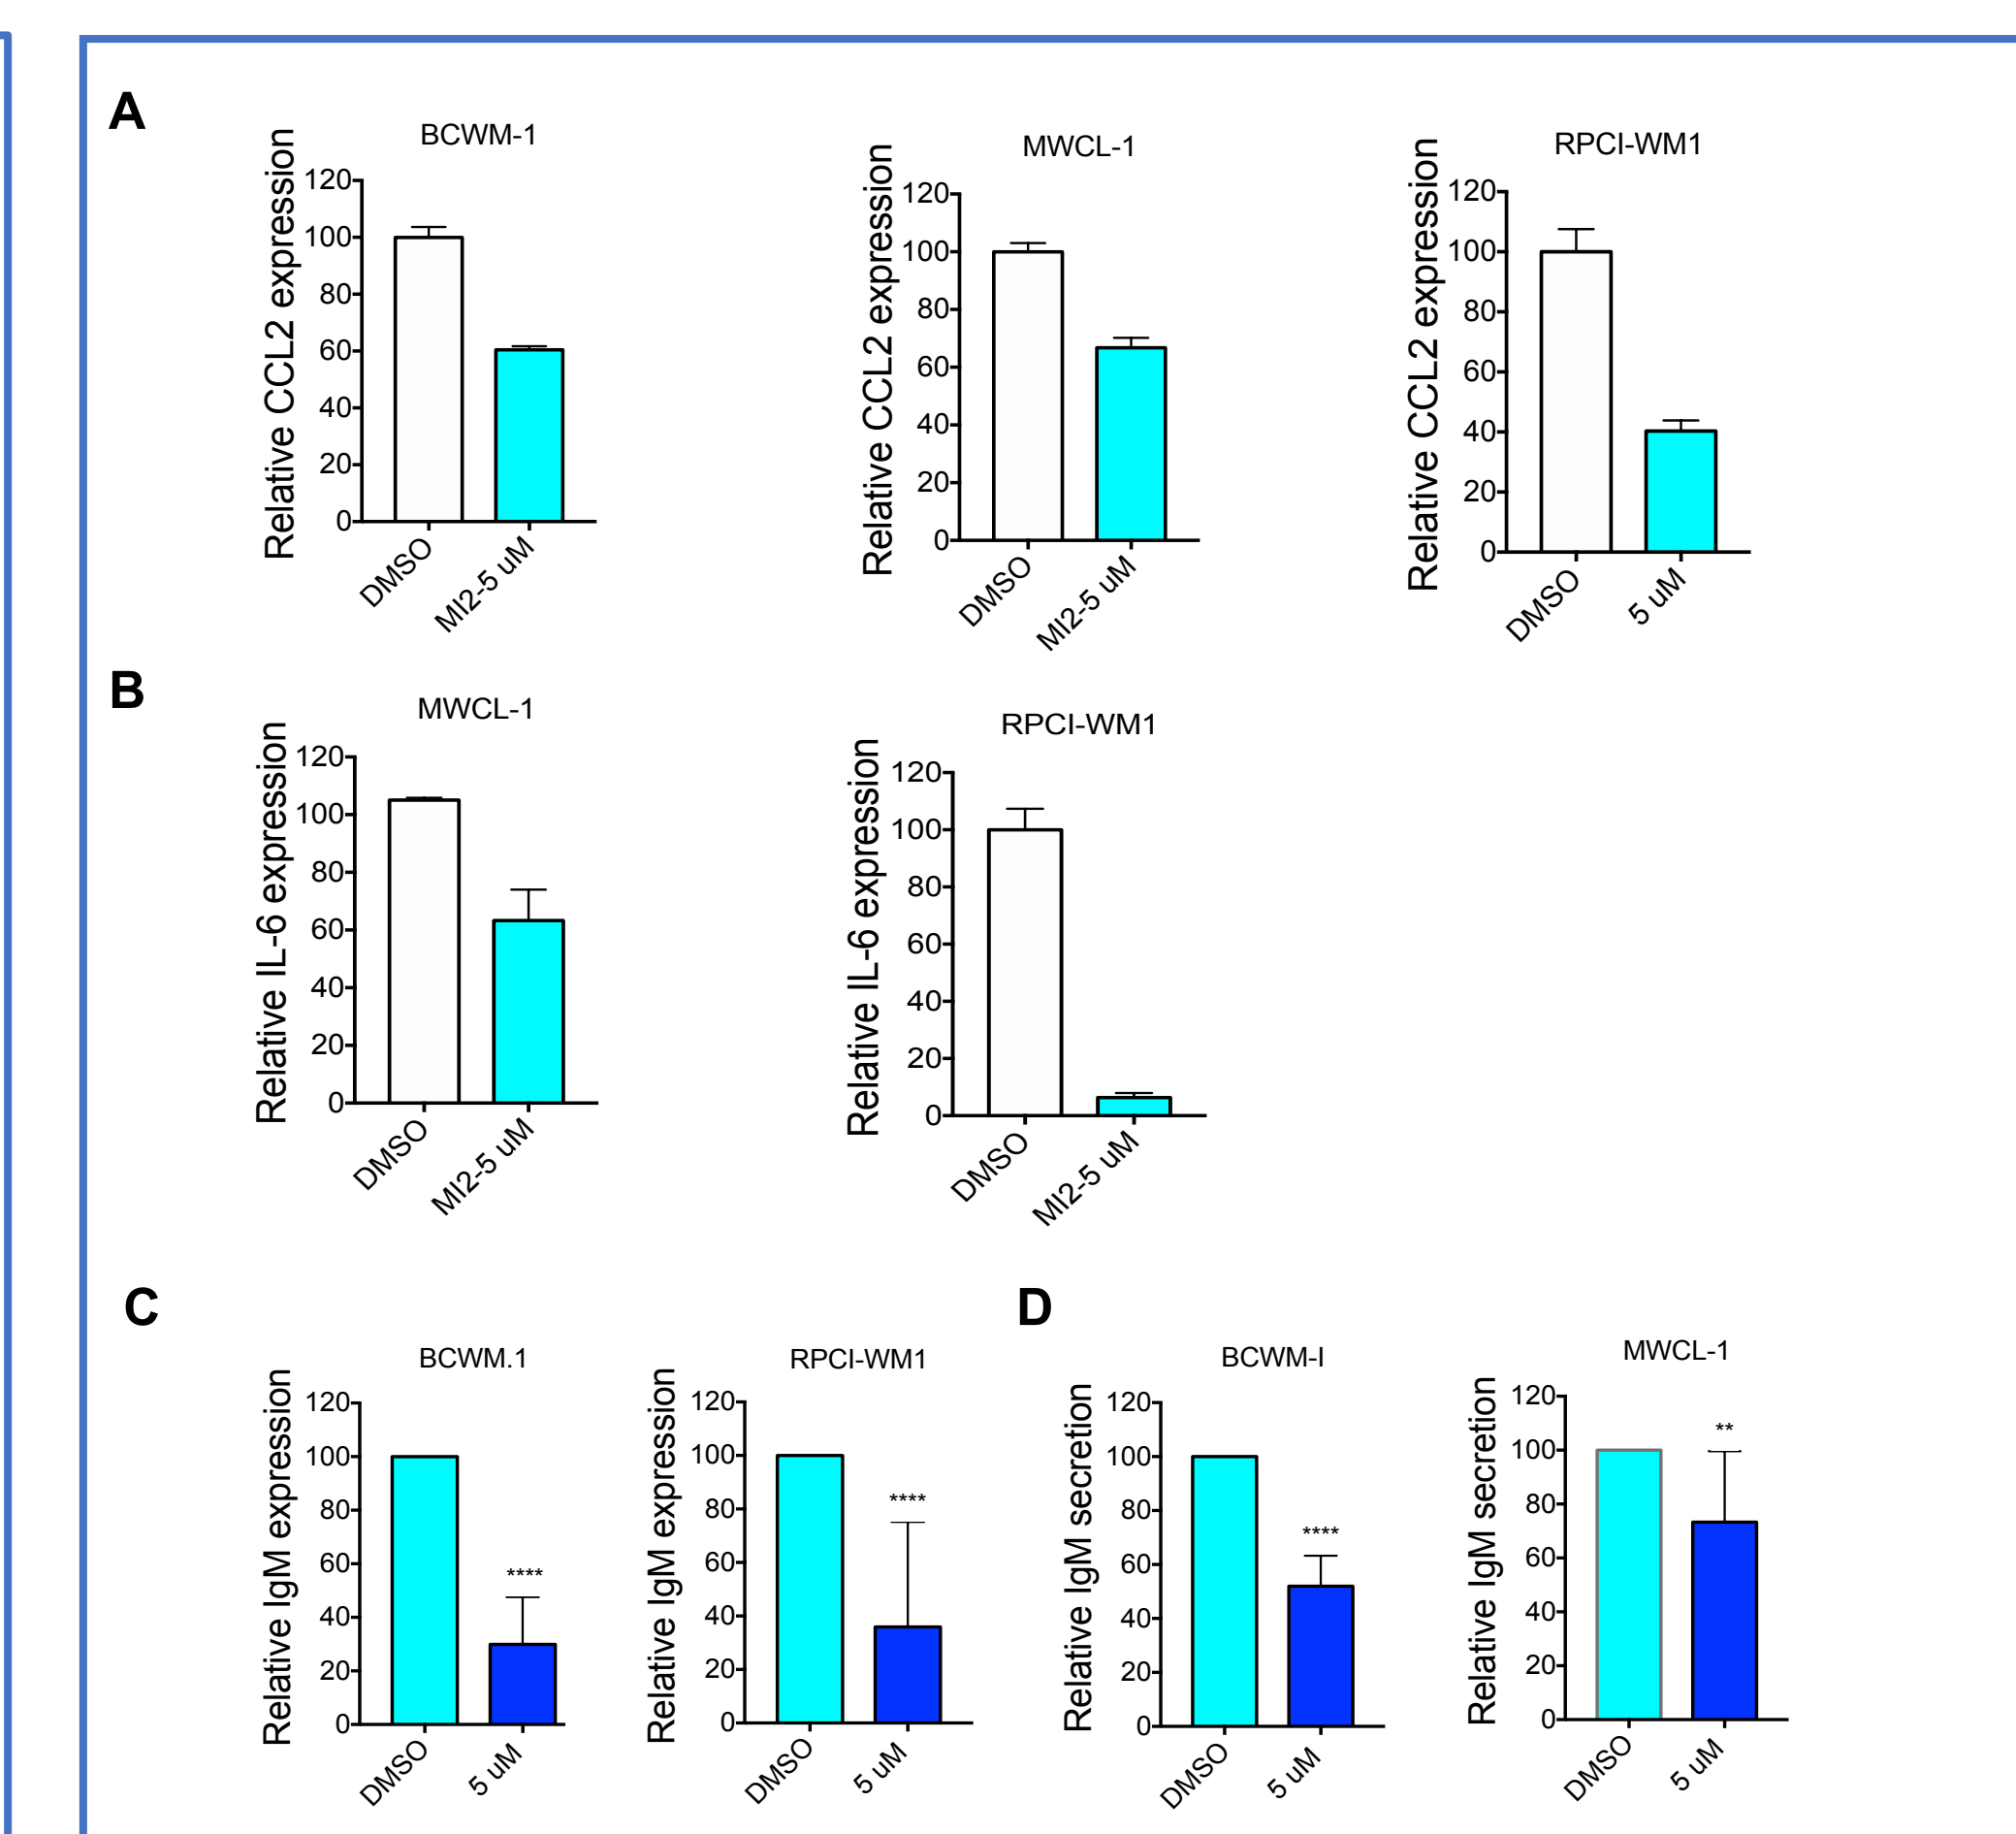 A
BCWM-1
Relative CCL2 expression
120
100
80
60
40
20
0
DMSO
MI2-5 uM
MWCL-1
Relative CCL2 expression
120
100
80
60
40
20
0
DMSO
MI2-5 uM
RPCI-WM1
Relative CCL2 expression
120
100
80
60
40
20
0
DMSO
5 uM
B
MWCL-1
Relative IL-6 expression
120
100
80
60
40
20
0
DMSO
MI2-5 uM
RPCI-WM1
Relative IL-6 expression
120
100
80
60
40
20
0
DMSO
MI2-5 uM
C
BCWM.1
Relative IgM expression
120
100
80
60
40
20
0
****
DMSO
5 uM
RPCI-WM1
Relative IgM expression
120
100
80
60
40
20
0
****
DMSO
5 uM
D
BCWM-I
Relative IgM secretion
120
100
80
60
40
20
0
****
DMSO
5 uM
MWCL-1
Relative IgM secretion
120
100
80
60
40
20
0
**
DMSO
5 uM